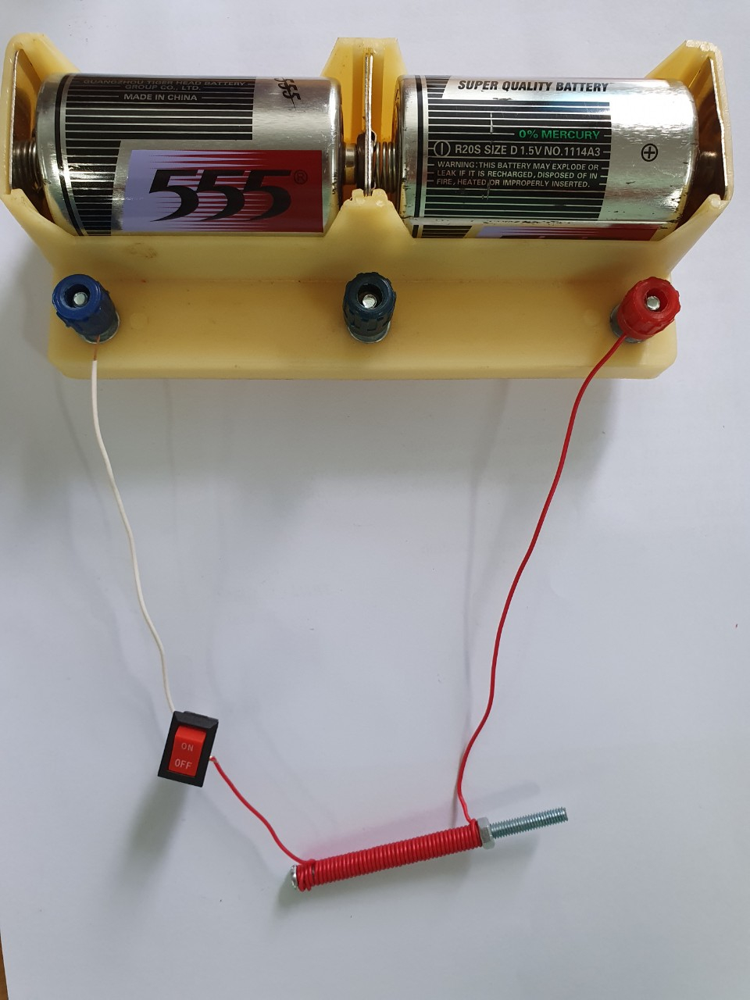 GUANGZHOU TIGER HEAD BATTERY
GROUP CO., LTD.
MADE IN CHINA
555
555®
SUPER QUALITY BATTERY
0% MERCURY
R20S SIZE D 1.5V NO.1114A3
WARNING: THIS BATTERY MAY EXPLODE OR
LEAK IF IT IS RECHARGED, DISPOSED OF IN
FIRE, HEATED OR IMPROPERLY INSERTED.
ON
OFF